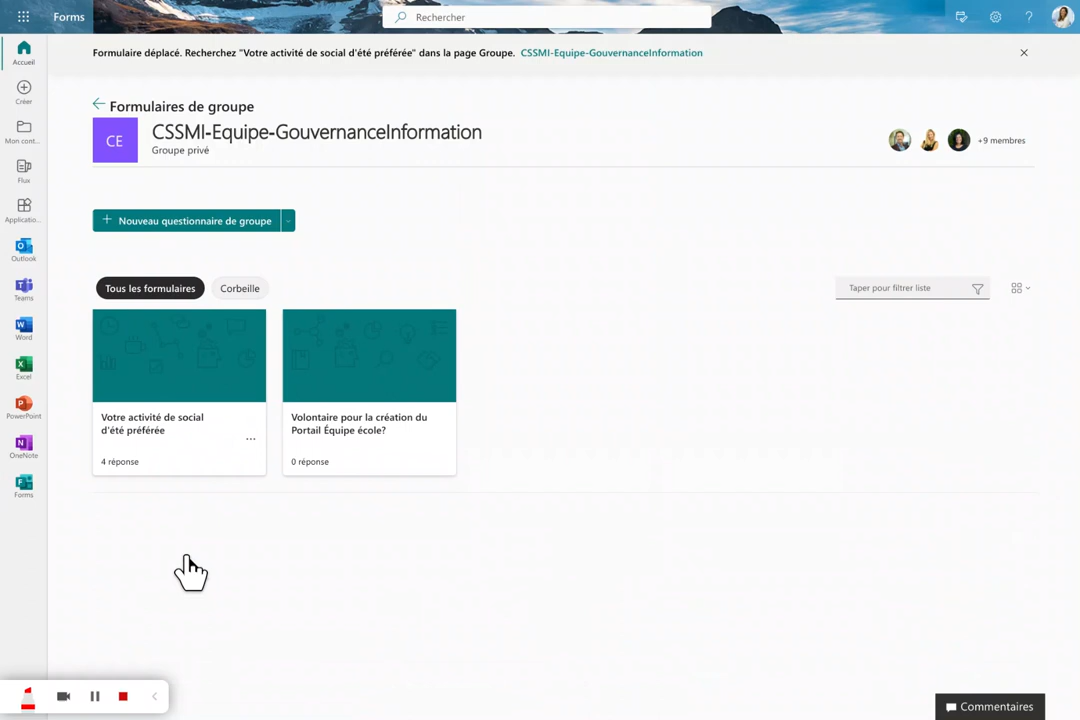 Forms
Rechercher
Formulaire déplacé. Recherchez "Votre activité de social d'été préférée" dans la page Groupe. CSSMI-Equipe-GouvernanceInformation
Accueil
Créer
Mon cont...
Flux
Applicatio...
Outlook
Teams
Word
Excel
PowerPoint
OneNote
Forms
Formulaires de groupe
CE
CSSMI-Equipe-GouvernanceInformation
Groupe privé
+9 membres
Nouveau questionnaire de groupe
Tous les formulaires
Corbeille
Taper pour filtrer liste
Votre activité de social
d'été préférée
...
4 réponse
Volontaire pour la création du
Portail Équipe école?
0 réponse
Commentaires